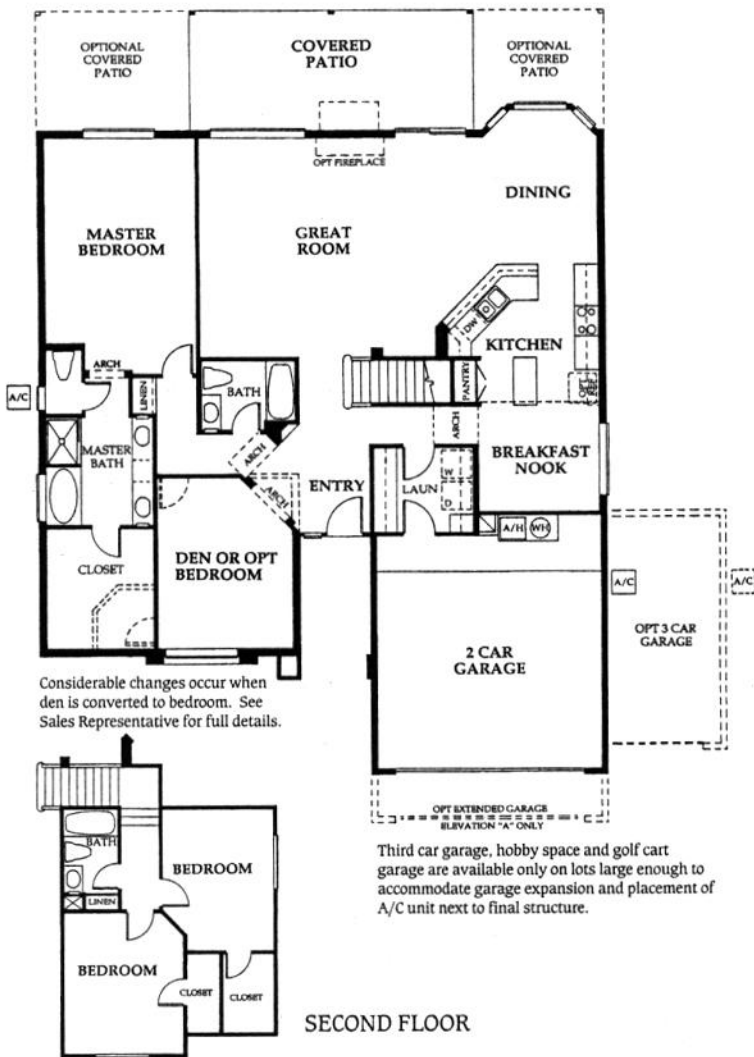 OPTIONAL
COVERED
PATIO
COVERED
PATIO
OPTIONAL
COVERED
PATIO
OPT FIREPLACE
DINING
MASTER
BEDROOM
GREAT
ROOM
DW
KITCHEN
ARCH
A/C
LINEN
BATH
PANTRY
OPT
REF
MASTER
BATH
ARCH
ARCH
BREAKFAST
NOOK
ARCH
ENTRY
LAUN
W
D
A/H
WH
CLOSET
DEN OR OPT
BEDROOM
A/C
A/C
2 CAR
GARAGE
OPT 3 CAR
GARAGE
Considerable changes occur when
den is converted to bedroom. See
Sales Representative for full details.
OPT EXTENDED GARAGE
ELEVATION "A" ONLY
Third car garage, hobby space and golf cart
garage are available only on lots large enough to
accommodate garage expansion and placement of
A/C unit next to final structure.
BATH
BEDROOM
LINEN
BEDROOM
CLOSET
CLOSET
SECOND FLOOR